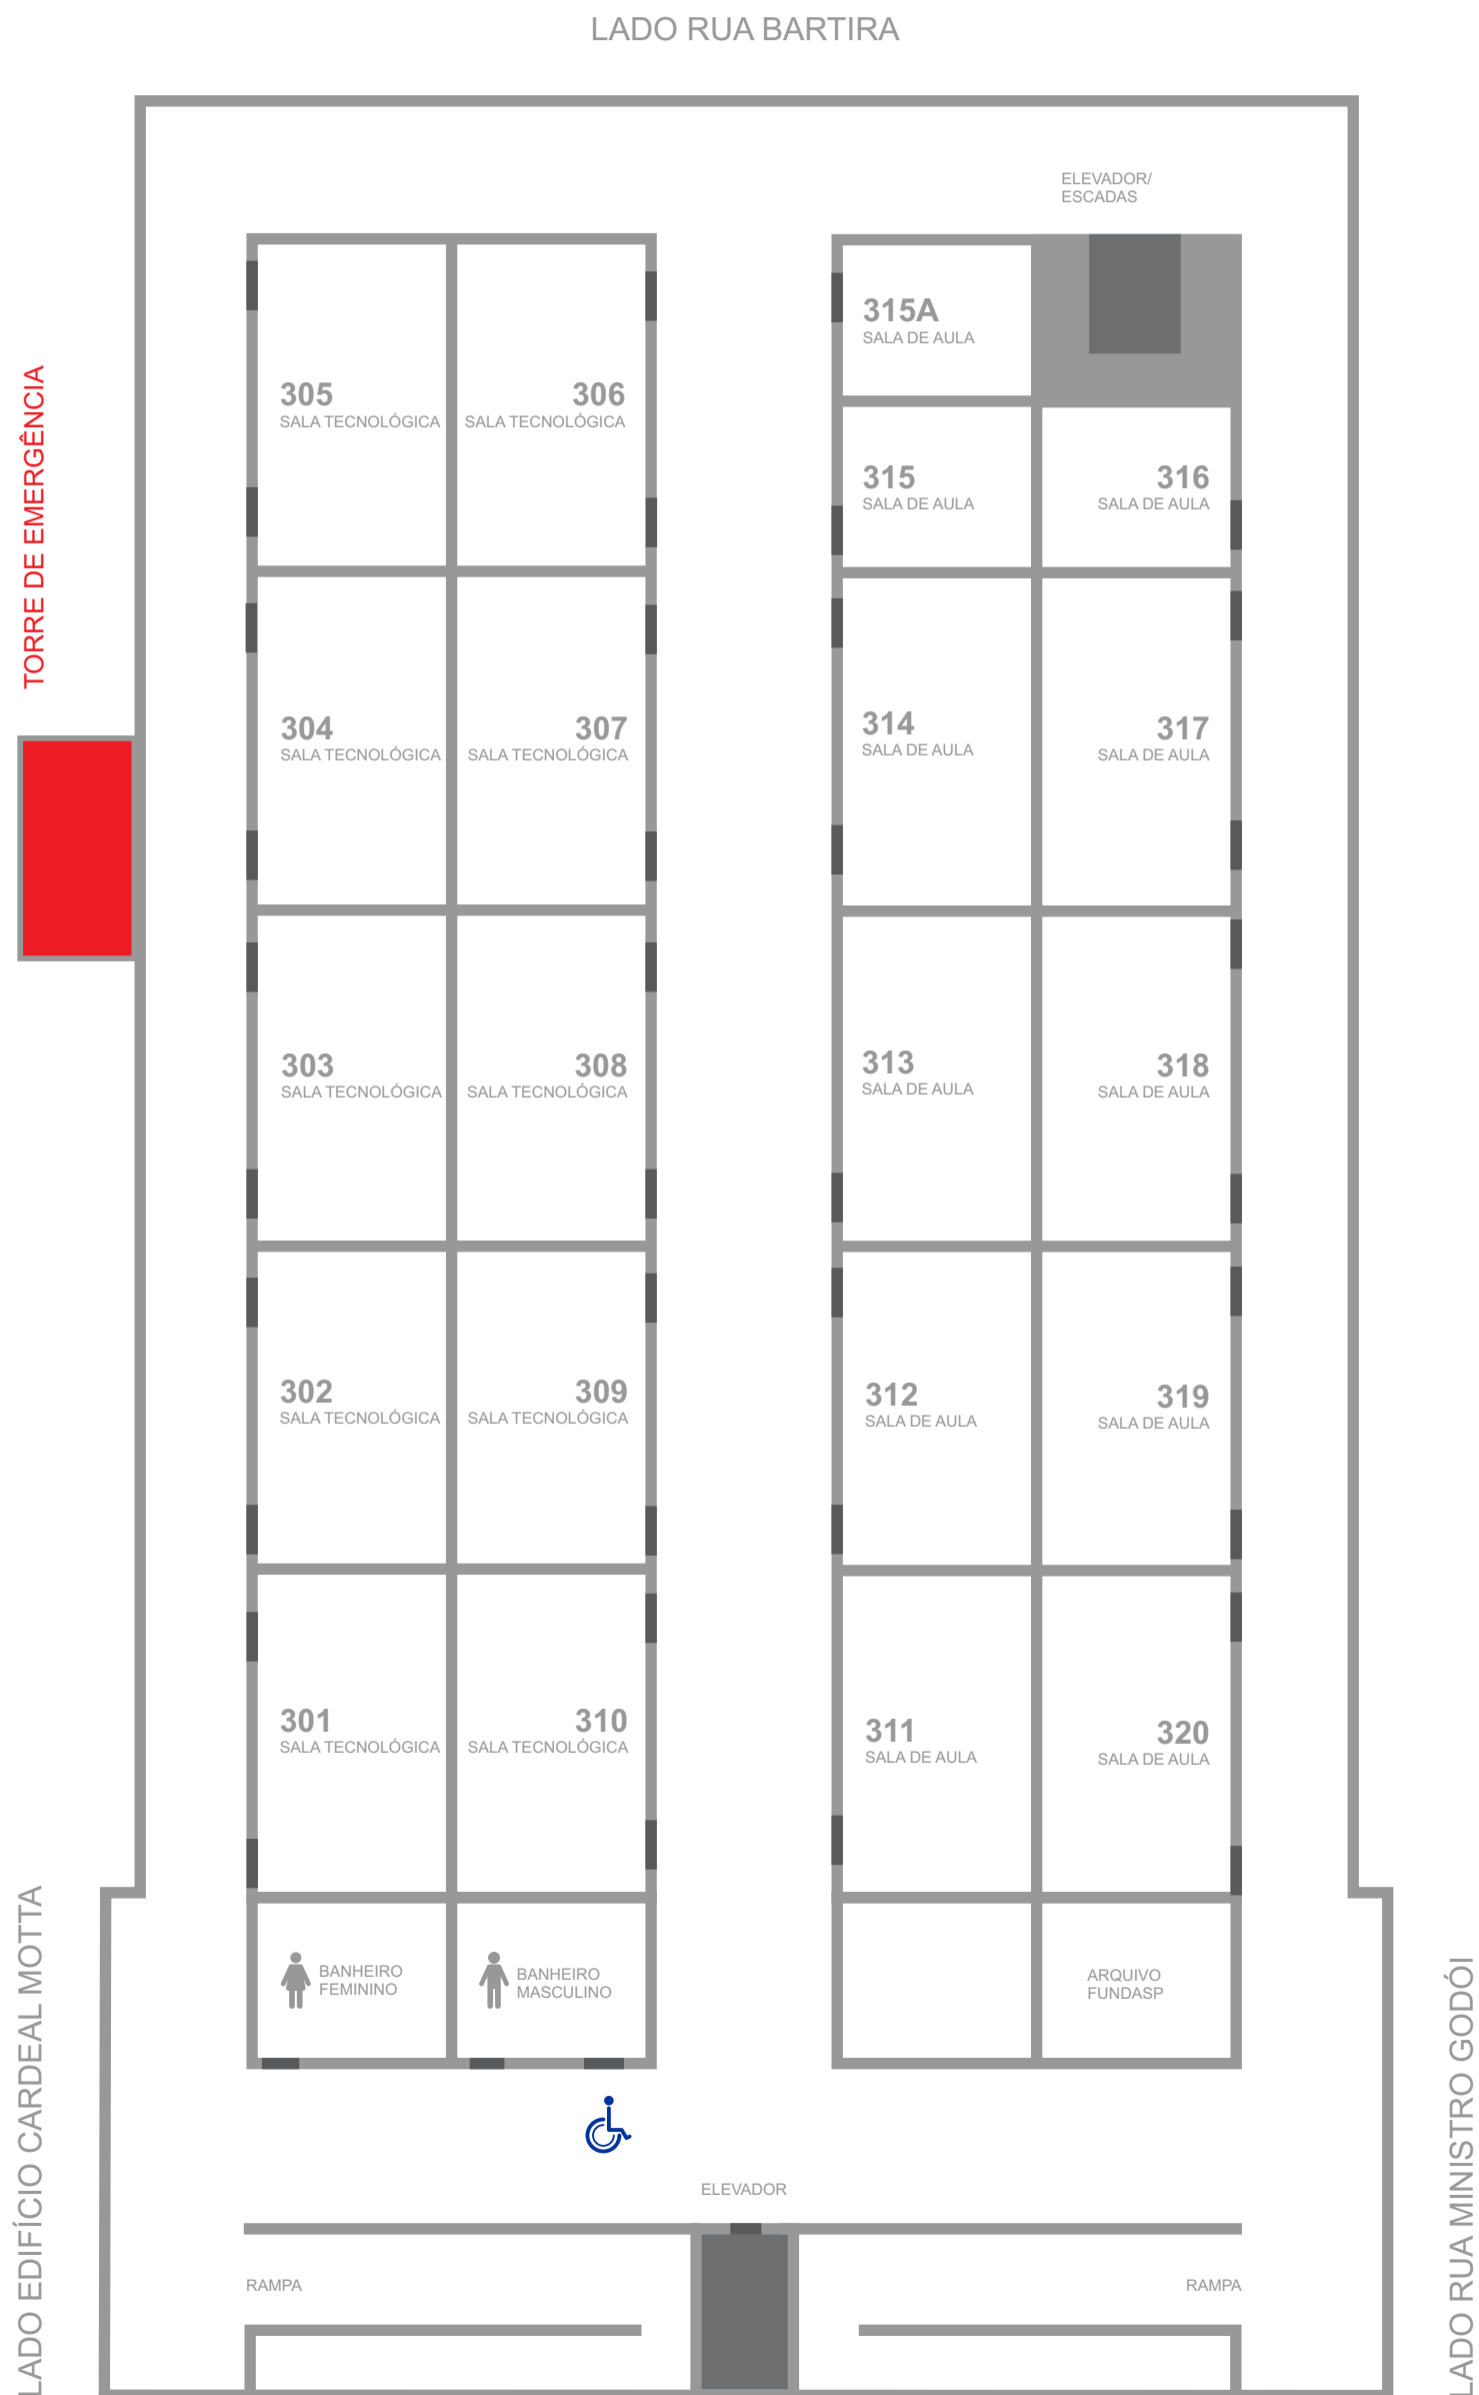 LADO RUA BARTIRA
ELEVADOR/
ESCADAS
TORRE DE EMERGÊNCIA
305
SALA TECNOLÓGICA
306
SALA TECNOLÓGICA
315A
SALA DE AULA
315
SALA DE AULA
316
SALA DE AULA
304
SALA TECNOLÓGICA
307
SALA TECNOLÓGICA
314
SALA DE AULA
317
SALA DE AULA
303
SALA TECNOLÓGICA
308
SALA TECNOLÓGICA
313
SALA DE AULA
318
SALA DE AULA
302
SALA TECNOLÓGICA
309
SALA TECNOLÓGICA
312
SALA DE AULA
319
SALA DE AULA
301
SALA TECNOLÓGICA
310
SALA TECNOLÓGICA
311
SALA DE AULA
320
SALA DE AULA
BANHEIRO
FEMININO
BANHEIRO
MASCULINO
ARQUIVO
FUNDASP
LADO EDIFÍCIO CARDEAL MOTTA
LADO RUA MINISTRO GODÓI
ELEVADOR
RAMPA
RAMPA